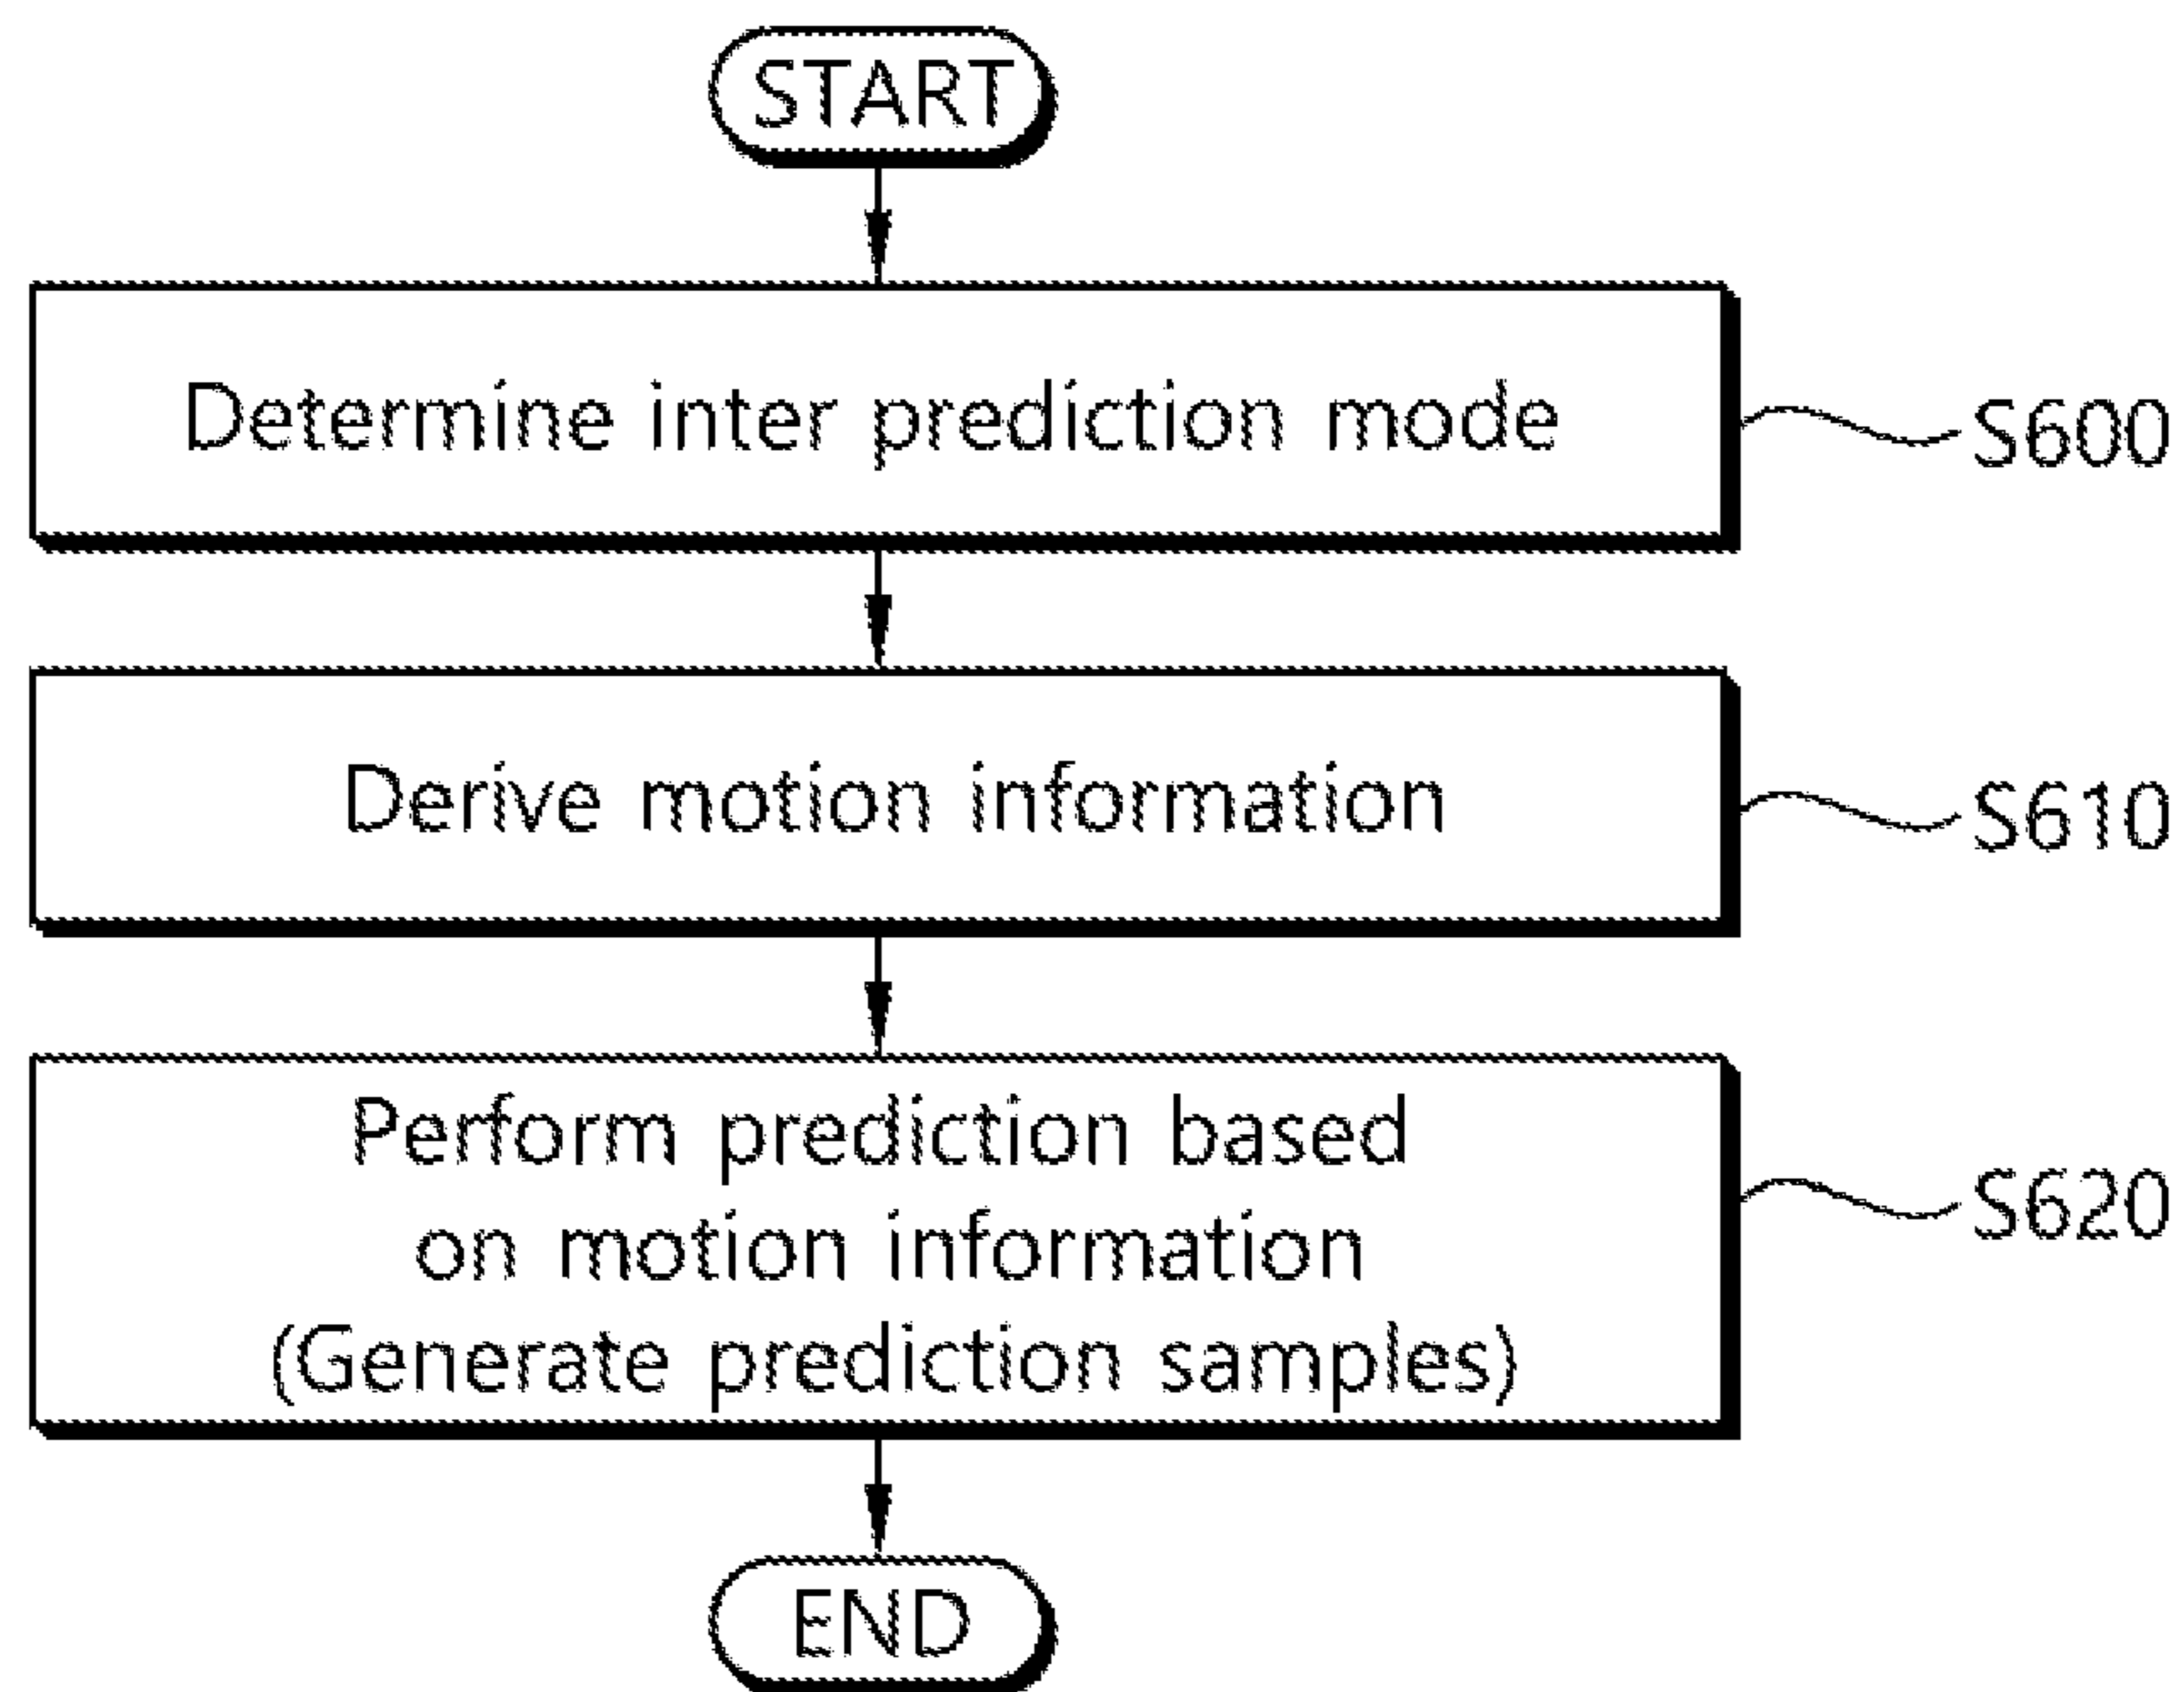 START
Determine inter prediction mode
S600
Derive motion information
S610
Perform prediction based
on motion information
(Generate prediction samples)
S620
END